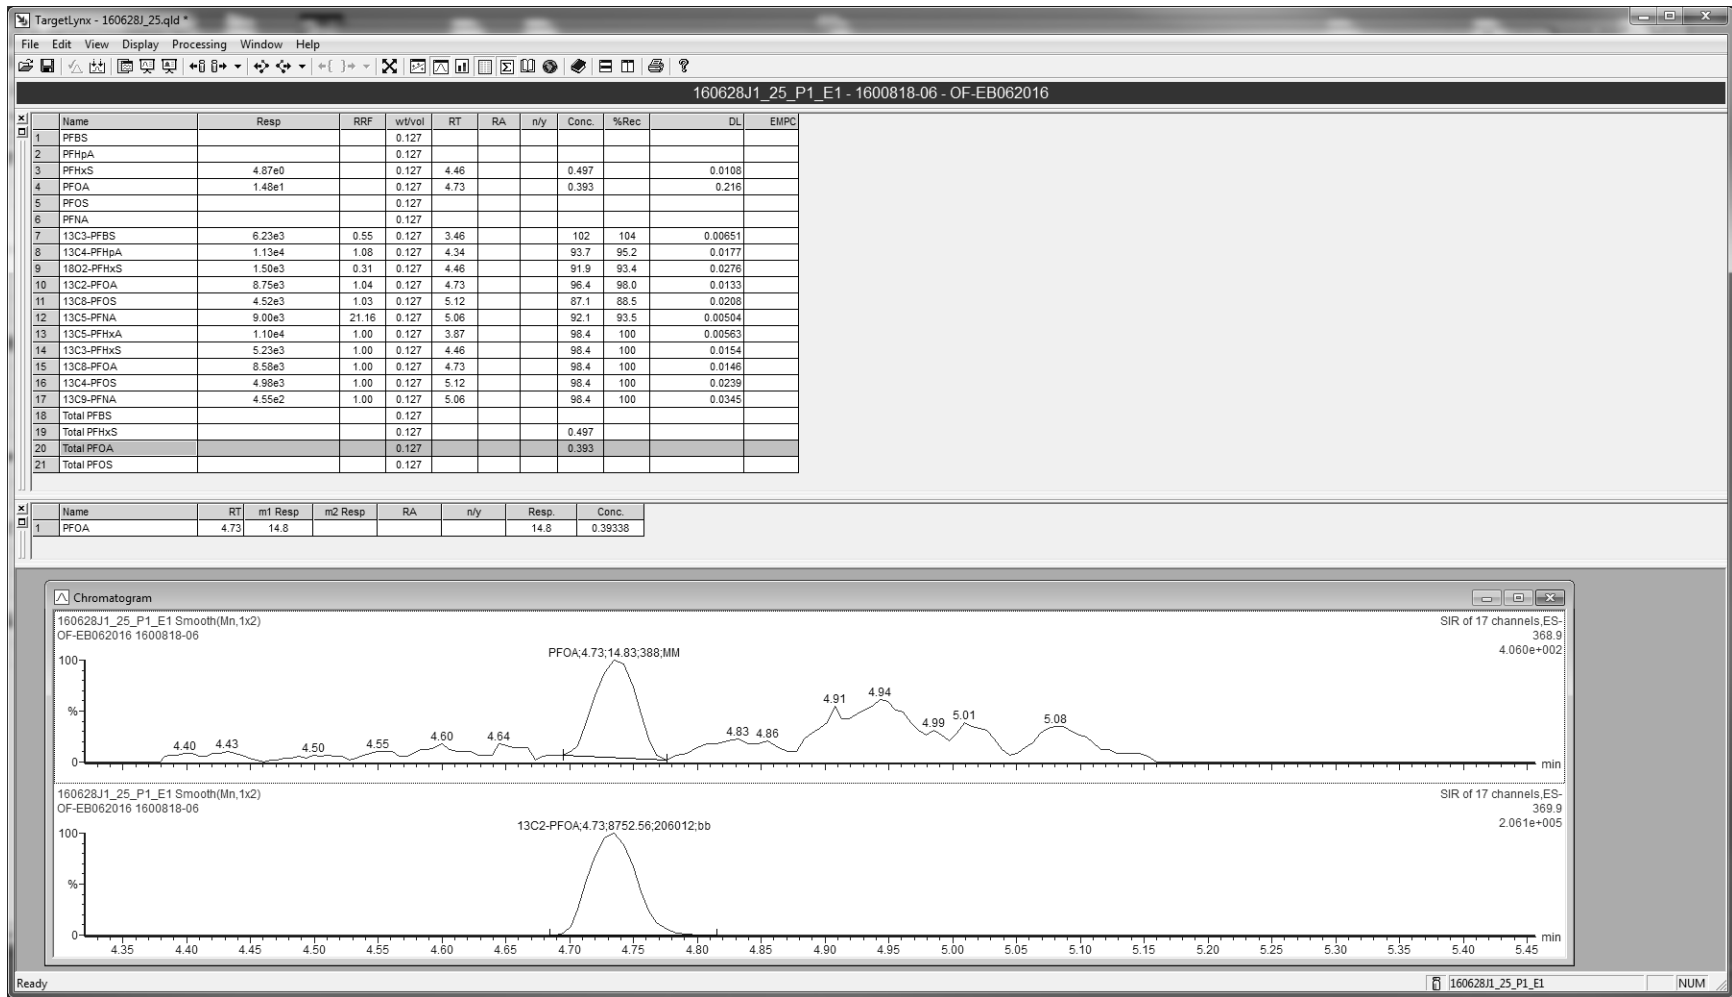 TargetLynx - 160628J_25.qld *
File Edit View Display Processing Window Help
160628J1_25_P1_E1 - 1600818-06 - OF-EB062016
Name Resp RRF wt/vol RT RA n/y Conc. %Rec DL EMPC
1 PFBS 0.127
2 PFHpA 0.127
3 PFHxS 4.87e0 0.127 4.46 0.497 0.0108
4 PFOA 1.48e1 0.127 4.73 0.393 0.216
5 PFOS 0.127
6 PFNA 0.127
7 13C3-PFBS 6.23e3 0.55 0.127 3.46 102 104 0.00651
8 13C4-PFHpA 1.13e4 1.08 0.127 4.34 93.7 95.2 0.0177
9 18O2-PFHxS 1.50e3 0.31 0.127 4.46 91.9 93.4 0.0276
10 13C2-PFOA 8.75e3 1.04 0.127 4.73 96.4 98.0 0.0133
11 13C8-PFOS 4.52e3 1.03 0.127 5.12 87.1 88.5 0.0208
12 13C5-PFNA 9.00e3 21.16 0.127 5.06 92.1 93.5 0.00504
13 13C5-PFHxA 1.10e4 1.00 0.127 3.87 98.4 100 0.00563
14 13C3-PFHxS 5.23e3 1.00 0.127 4.46 98.4 100 0.0154
15 13C8-PFOA 8.58e3 1.00 0.127 4.73 98.4 100 0.0146
16 13C4-PFOS 4.98e3 1.00 0.127 5.12 98.4 100 0.0239
17 13C9-PFNA 4.55e2 1.00 0.127 5.06 98.4 100 0.0345
18 Total PFBS 0.127
19 Total PFHxS 0.127 0.497
20 Total PFOA 0.127 0.393
21 Total PFOS 0.127
Name RT m1 Resp m2 Resp RA n/y Resp. Conc.
1 PFOA 4.73 14.8 14.8 0.39338
Chromatogram
160628J1_25_P1_E1 Smooth(Mn,1x2) SIR of 17 channels,ES-
OF-EB062016 1600818-06 368.9
4.060e+002
PFOA;4.73;14.83;388;MM
100
%
0
4.40 4.43 4.50 4.55 4.60 4.64 4.83 4.86 4.91 4.94 4.99 5.01 5.08
min
160628J1_25_P1_E1 Smooth(Mn,1x2) SIR of 17 channels,ES-
OF-EB062016 1600818-06 369.9
2.061e+005
13C2-PFOA;4.73;8752.56;206012;bb
100
%
0
min
4.35 4.40 4.45 4.50 4.55 4.60 4.65 4.70 4.75 4.80 4.85 4.90 4.95 5.00 5.05 5.10 5.15 5.20 5.25 5.30 5.35 5.40 5.45
Ready 160628J1_25_P1_E1 NUM